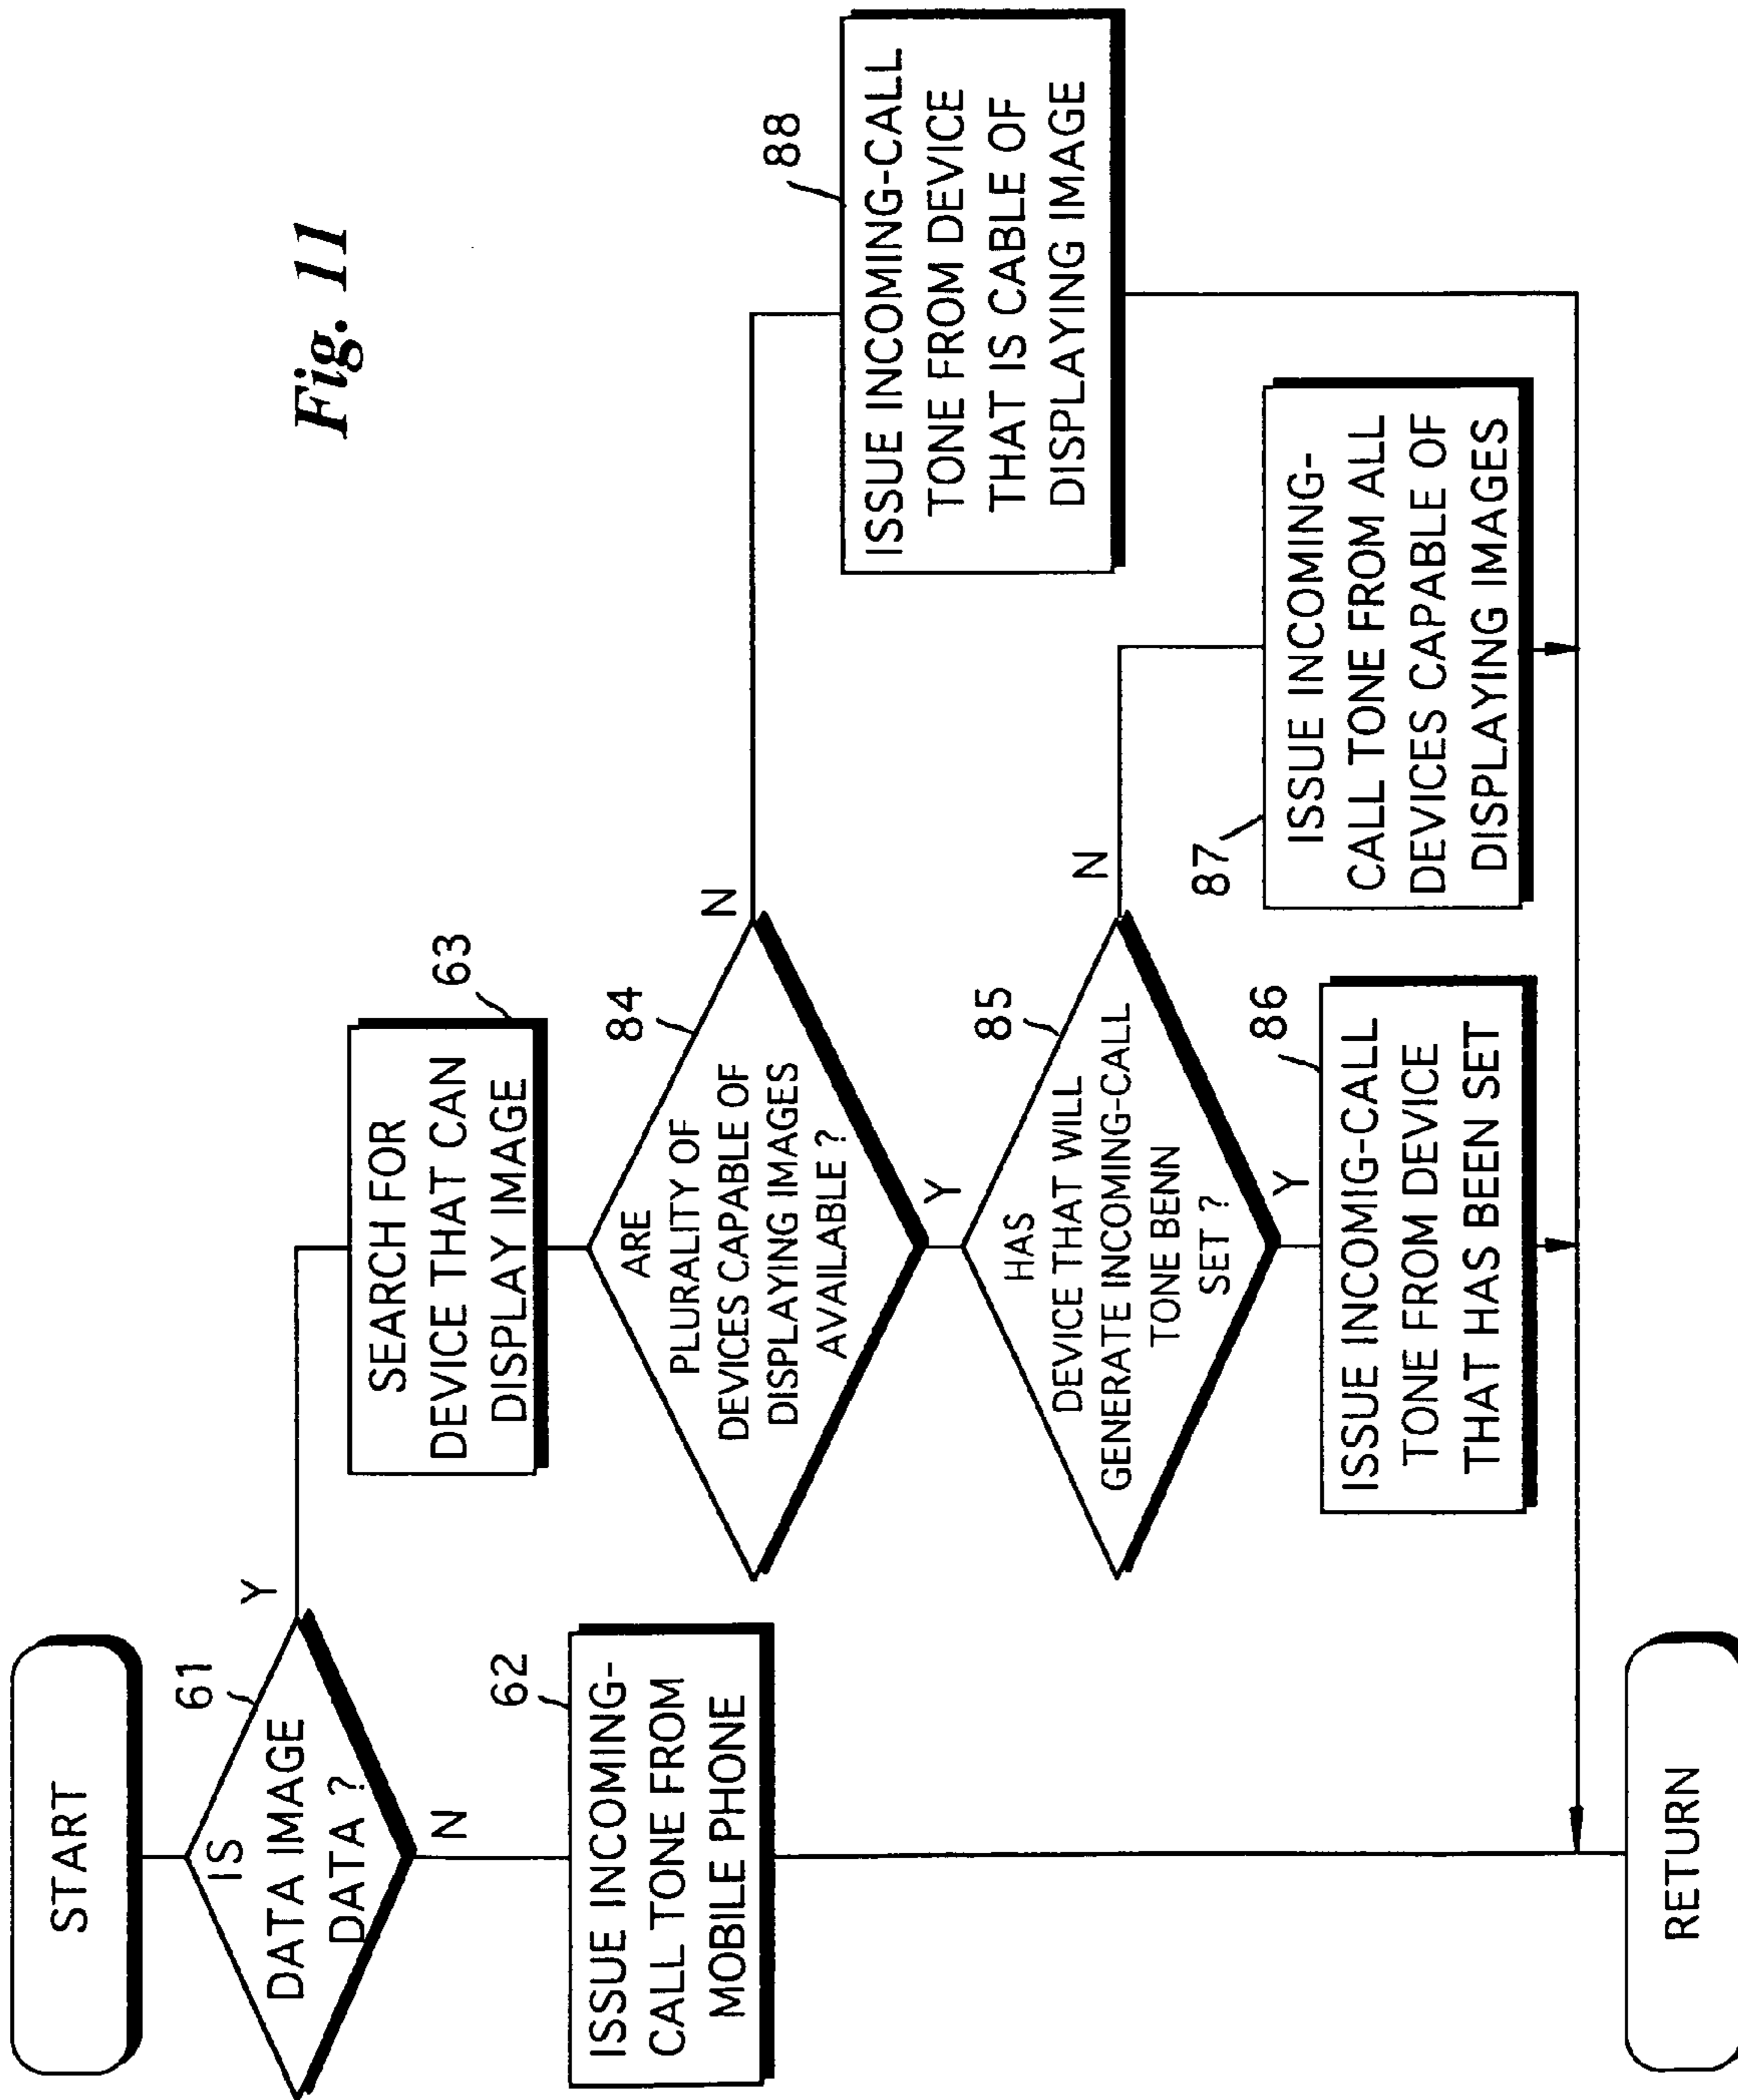 Fig. 11
START
61
IS
DATA IMAGE
DATA ?
Y
N
62
ISSUE INCOMING-
CALL TONE FROM
MOBILE PHONE
63
SEARCH FOR
DEVICE THAT CAN
DISPLAY IMAGE
84
ARE
PLURALITY OF
DEVICES CAPABLE OF
DISPLAYING IMAGES
AVAILABLE ?
N
Y
85
HAS
DEVICE THAT WILL
GENERATE INCOMING-CALL
TONE BENN
SET ?
N
Y
86
ISSUE INCOMIG-CALL
TONE FROM DEVICE
THAT HAS BEEN SET
87
ISSUE INCOMING-
CALL TONE FROM ALL
DEVICES CAPABLE OF
DISPLAYING IMAGES
88
ISSUE INCOMING-CALL
TONE FROM DEVICE
THAT IS CABLE OF
DISPLAYING IMAGE
RETURN